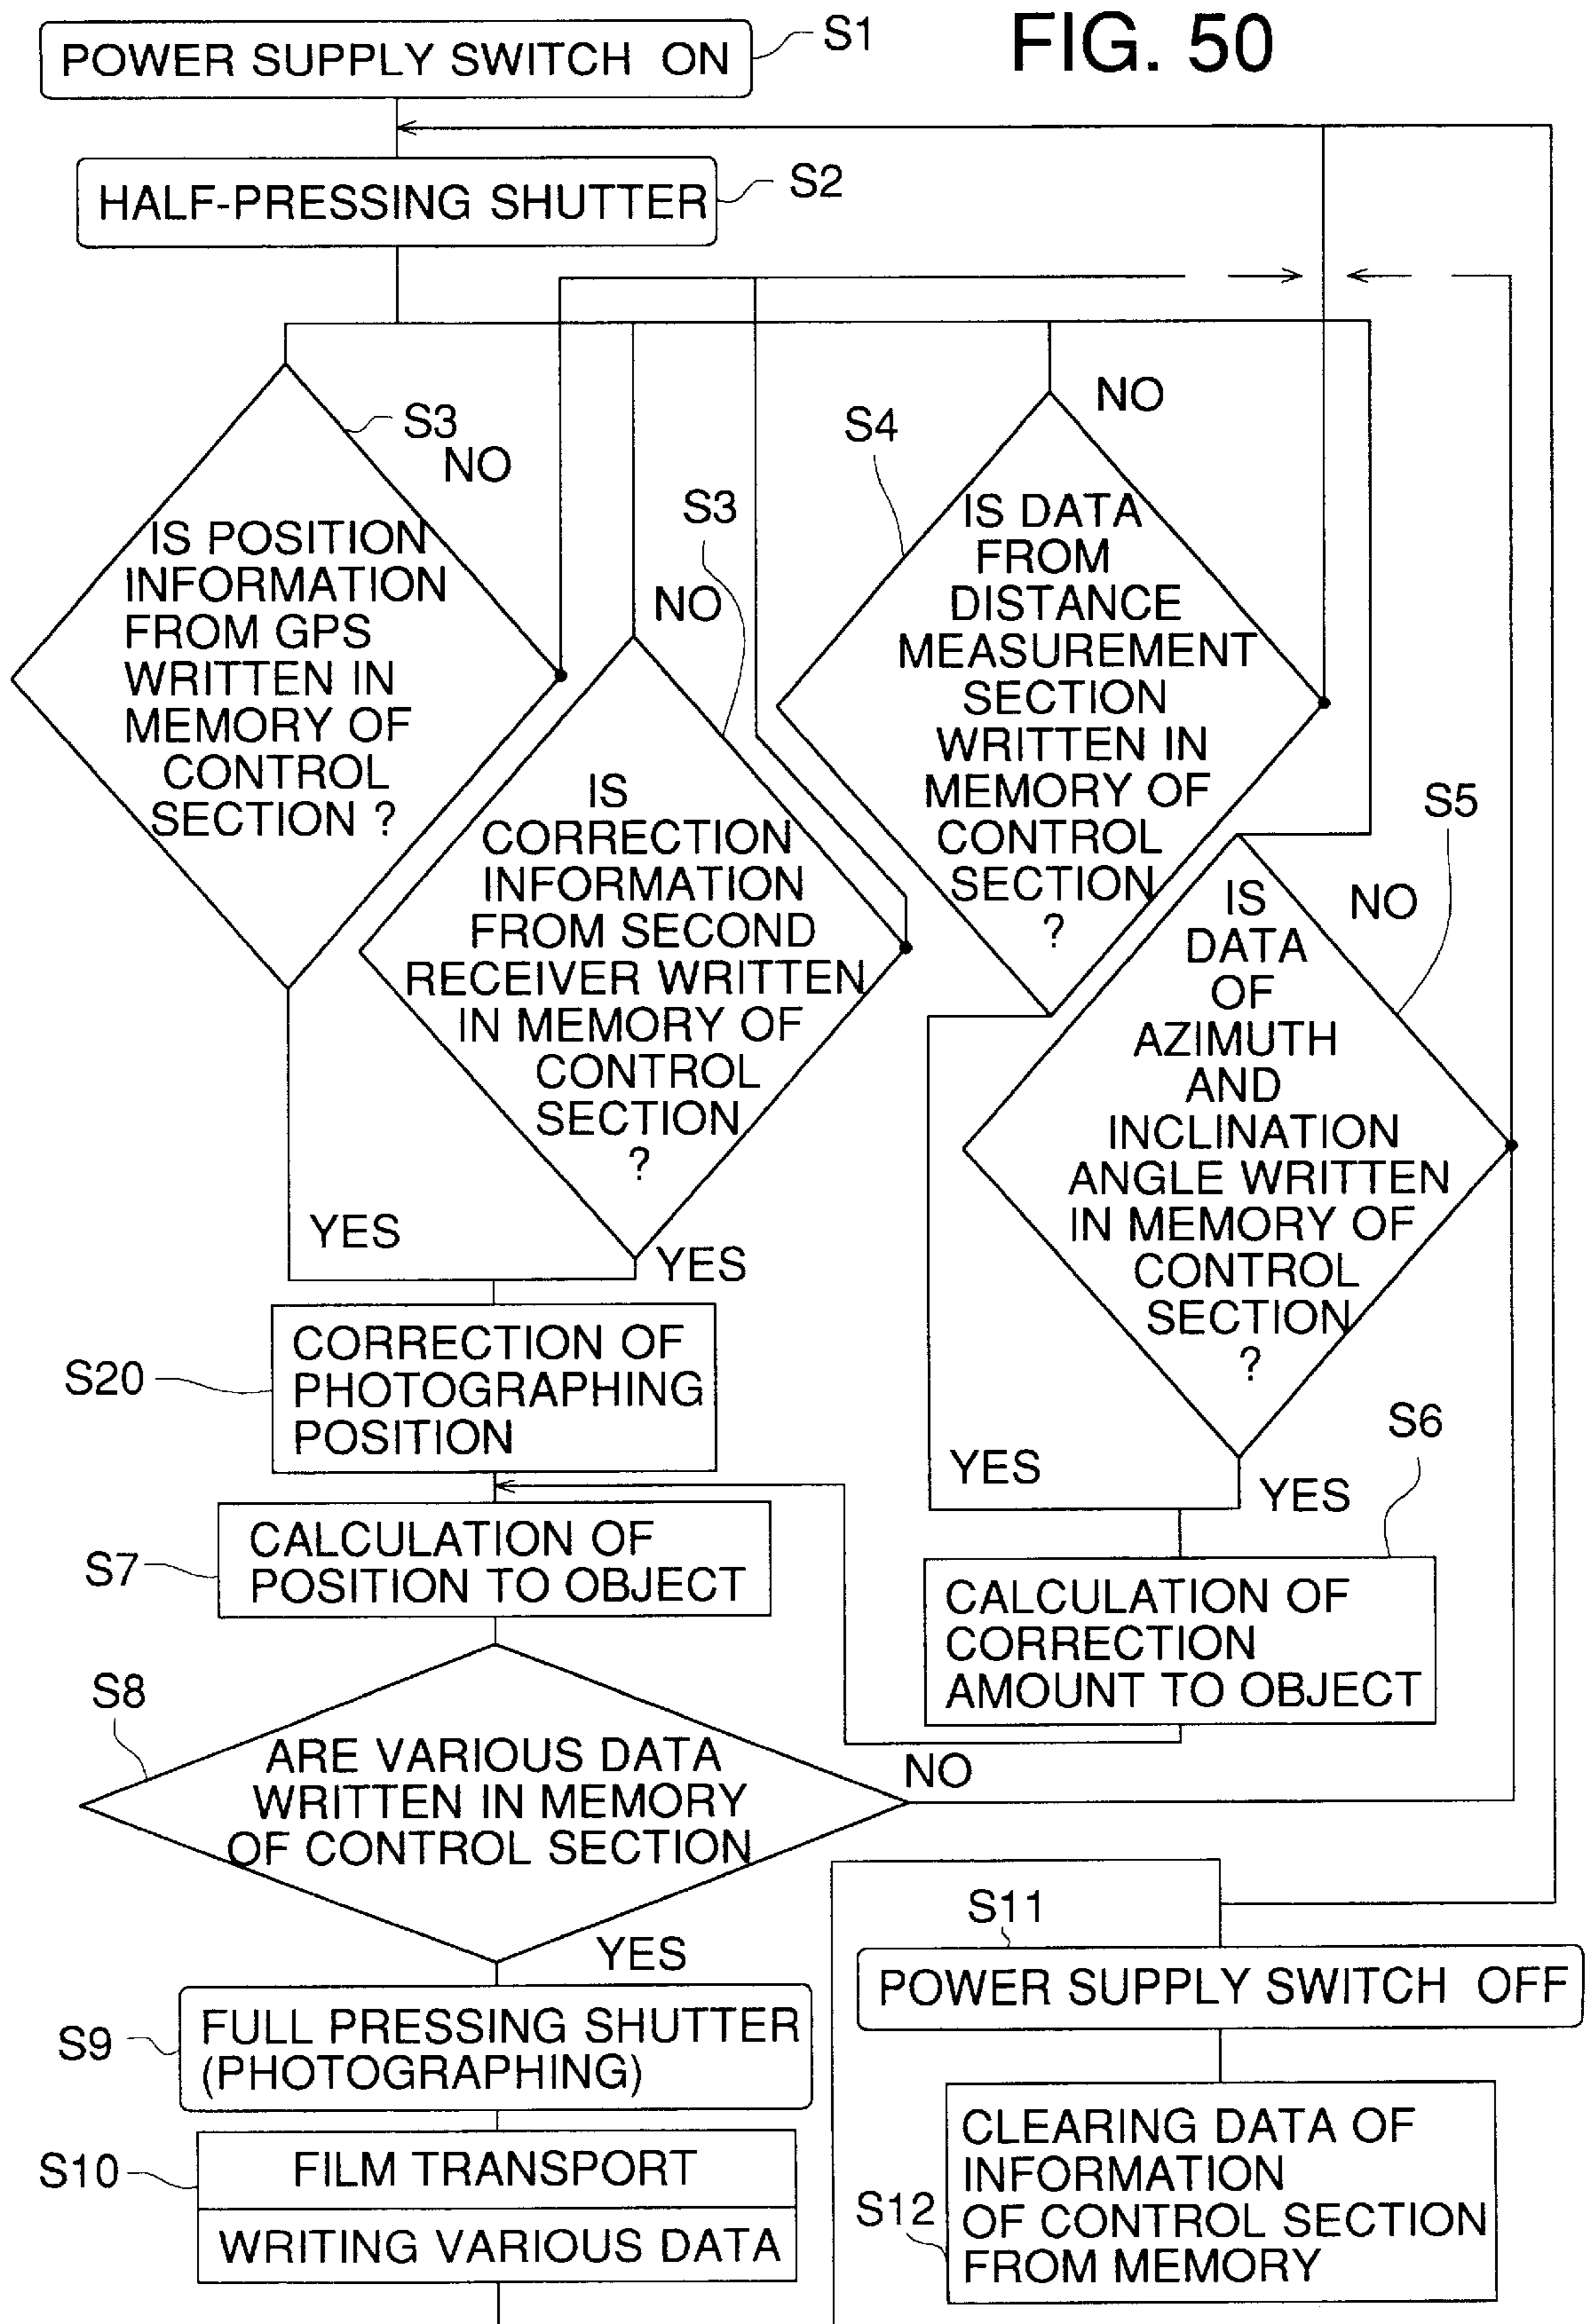 FIG. 50
POWER SUPPLY SWITCH ON
S1
HALF-PRESSING SHUTTER
S2
S3
NO
IS POSITION
INFORMATION
FROM GPS
WRITTEN IN
MEMORY OF
CONTROL
SECTION ?
YES
S3
NO
IS
CORRECTION
INFORMATION
FROM SECOND
RECEIVER WRITTEN
IN MEMORY OF
CONTROL
SECTION
?
YES
S4
NO
IS DATA
FROM
DISTANCE
MEASUREMENT
SECTION
WRITTEN IN
MEMORY OF
CONTROL
SECTION
?
YES
S5
NO
IS
DATA
OF
AZIMUTH
AND
INCLINATION
ANGLE WRITTEN
IN MEMORY OF
CONTROL
SECTION
?
YES
S20
CORRECTION OF
PHOTOGRAPHING
POSITION
S6
CALCULATION OF
CORRECTION
AMOUNT TO OBJECT
S7
CALCULATION OF
POSITION TO OBJECT
S8
ARE VARIOUS DATA
WRITTEN IN MEMORY
OF CONTROL SECTION
NO
YES
S9
FULL PRESSING SHUTTER
(PHOTOGRAPHING)
S10
FILM TRANSPORT
WRITING VARIOUS DATA
S11
POWER SUPPLY SWITCH OFF
S12
CLEARING DATA OF
INFORMATION
OF CONTROL SECTION
FROM MEMORY